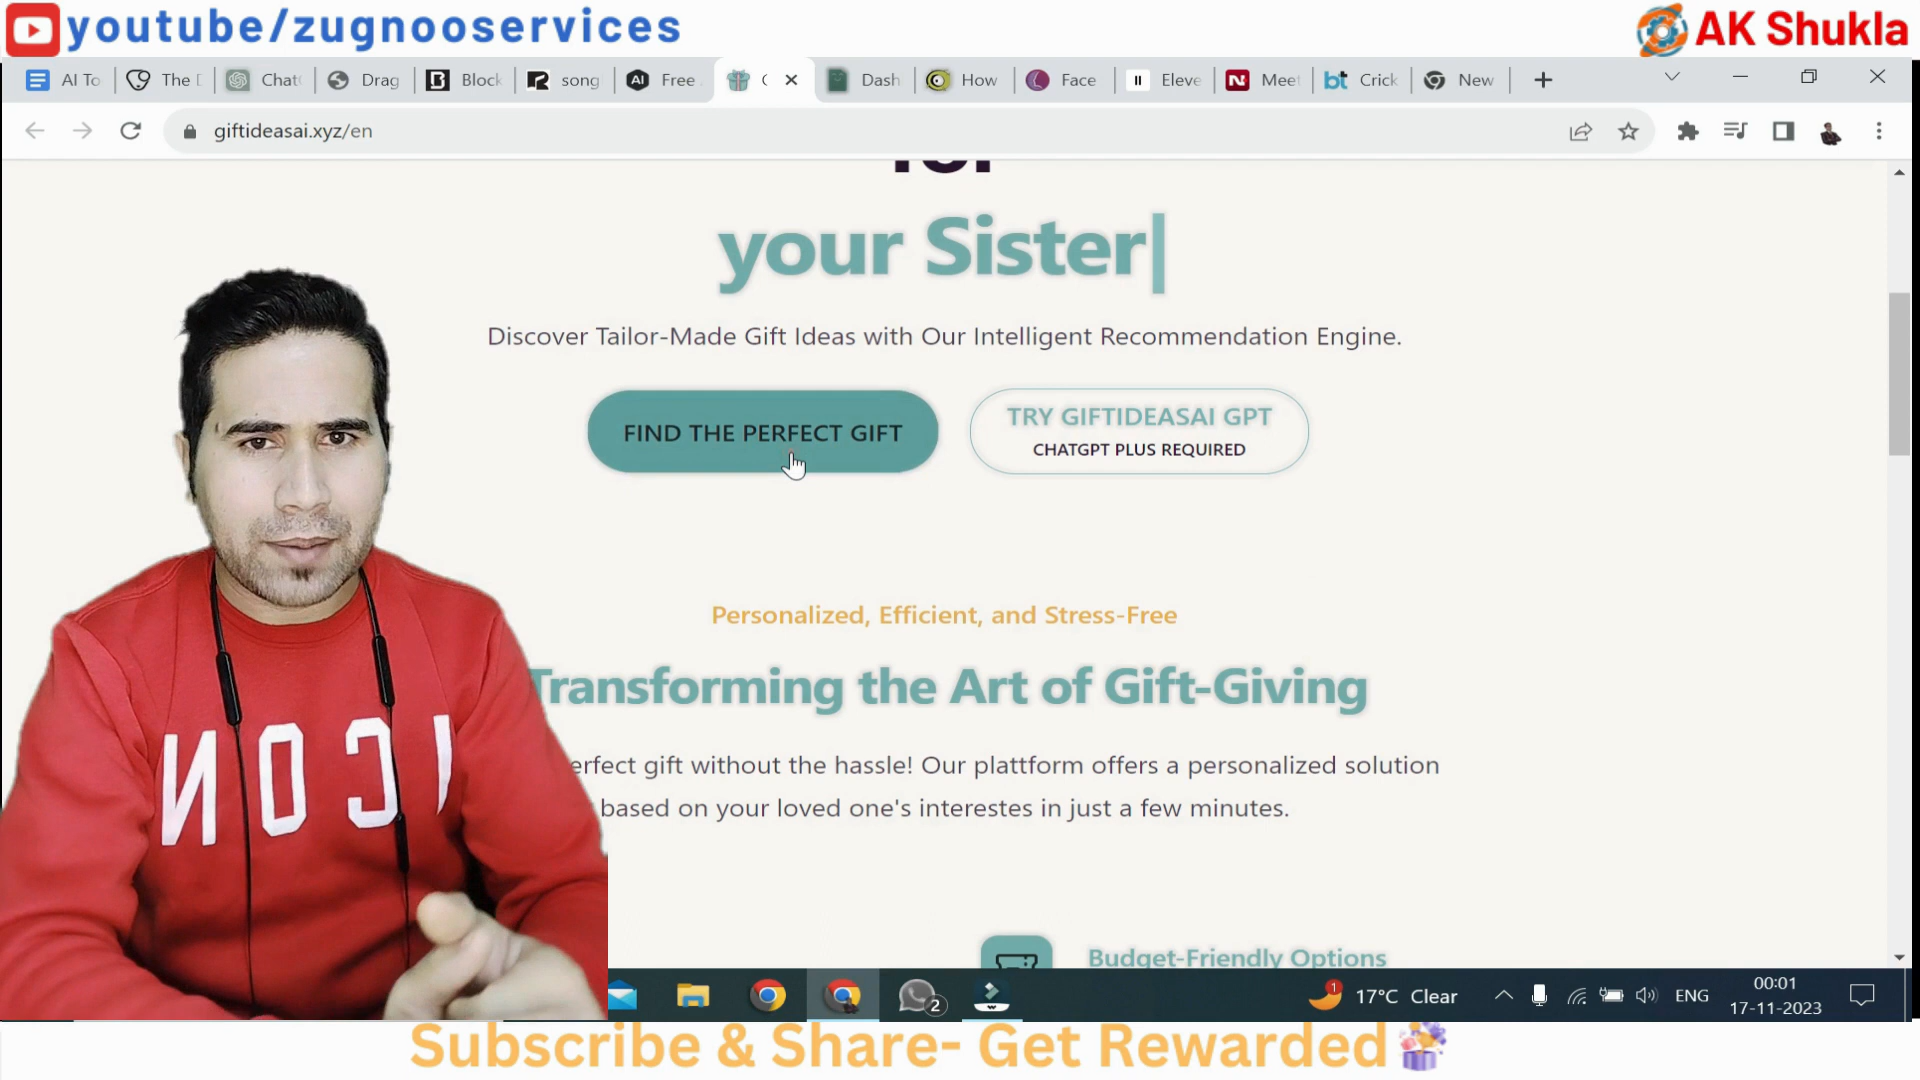 youtube/zugnooservices
AK Shukla
AI To
The D
Chat
Drag
Block
song
Free
Dash
How
Face
Eleve
Meet
Crick
New
giftideasai.xyz/en
for
your Sister
Discover Tailor-Made Gift Ideas with Our Intelligent Recommendation Engine.
FIND THE PERFECT GIFT
TRY GIFTIDEASAI GPT
CHATGPT PLUS REQUIRED
Personalized, Efficient, and Stress-Free
Transforming the Art of Gift-Giving
erfect gift without the hassle! Our plattform offers a personalized solution
based on your loved one's interestes in just a few minutes.
Budget-Friendly Options
ICON
2
1
17°C Clear
ENG
00:01
17-11-2023
Subscribe & Share- Get Rewarded